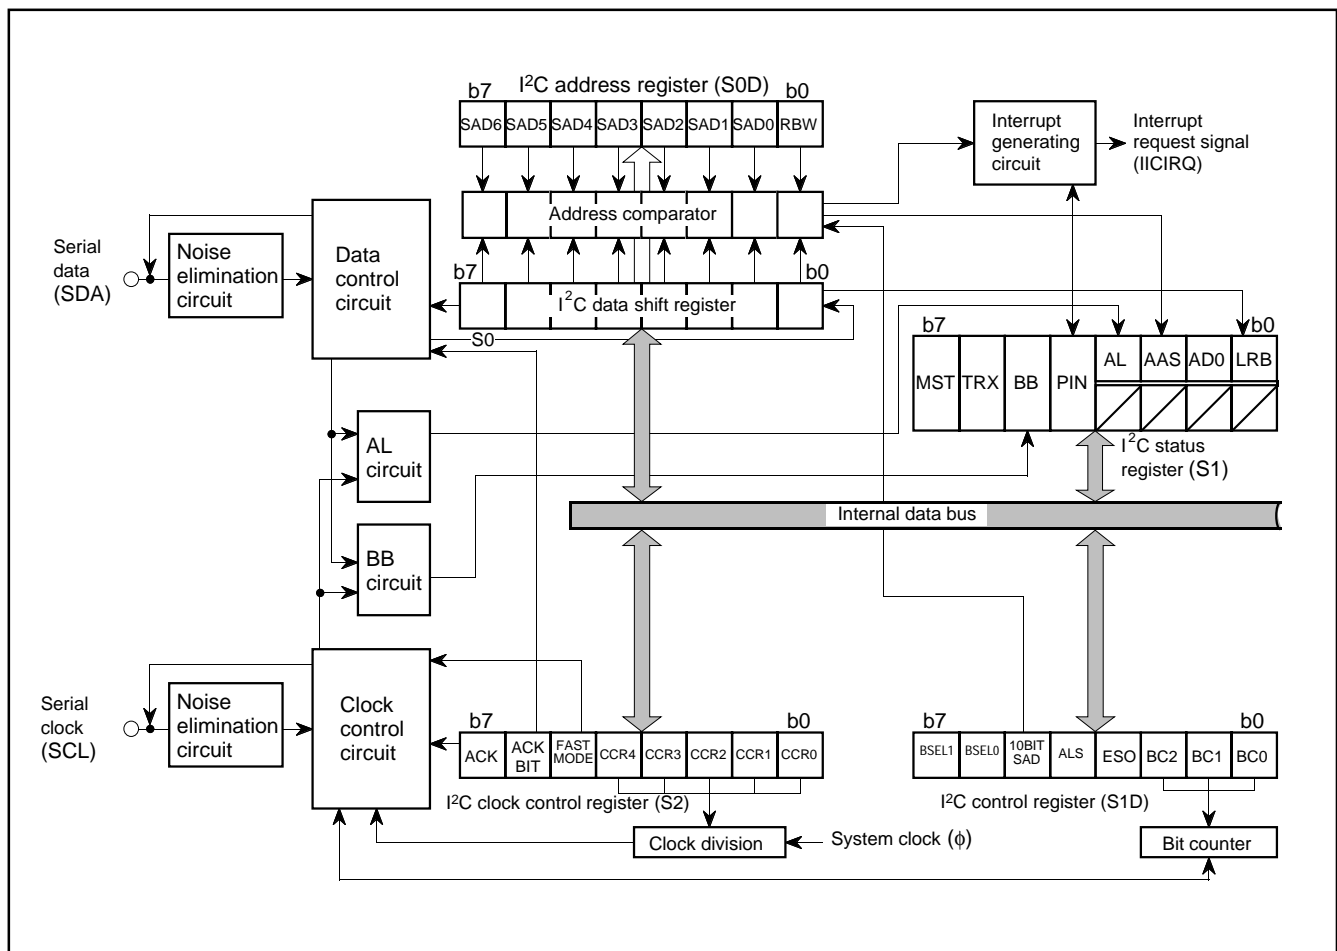 I²C address register (S0D)
b7 b0
SAD6 SAD5 SAD4 SAD3 SAD2 SAD1 SAD0 RBW
Interrupt
generating
circuit
Interrupt
request signal
(IICIRQ)
Address comparator
Serial
data
(SDA)
Noise
elimination
circuit
Data
control
circuit
b7 b0
I²C data shift register
S0
b7 b0
MST TRX BB PIN AL AAS AD0 LRB
I²C status
register (S1)
AL
circuit
Internal data bus
BB
circuit
Serial
clock
(SCL)
Noise
elimination
circuit
Clock
control
circuit
b7 b0
ACK ACK BIT FAST MODE CCR4 CCR3 CCR2 CCR1 CCR0
I²C clock control register (S2)
b7 b0
BSEL1 BSEL0 10BIT SAD ALS ESO BC2 BC1 BC0
I²C control register (S1D)
Clock division
System clock (ϕ)
Bit counter